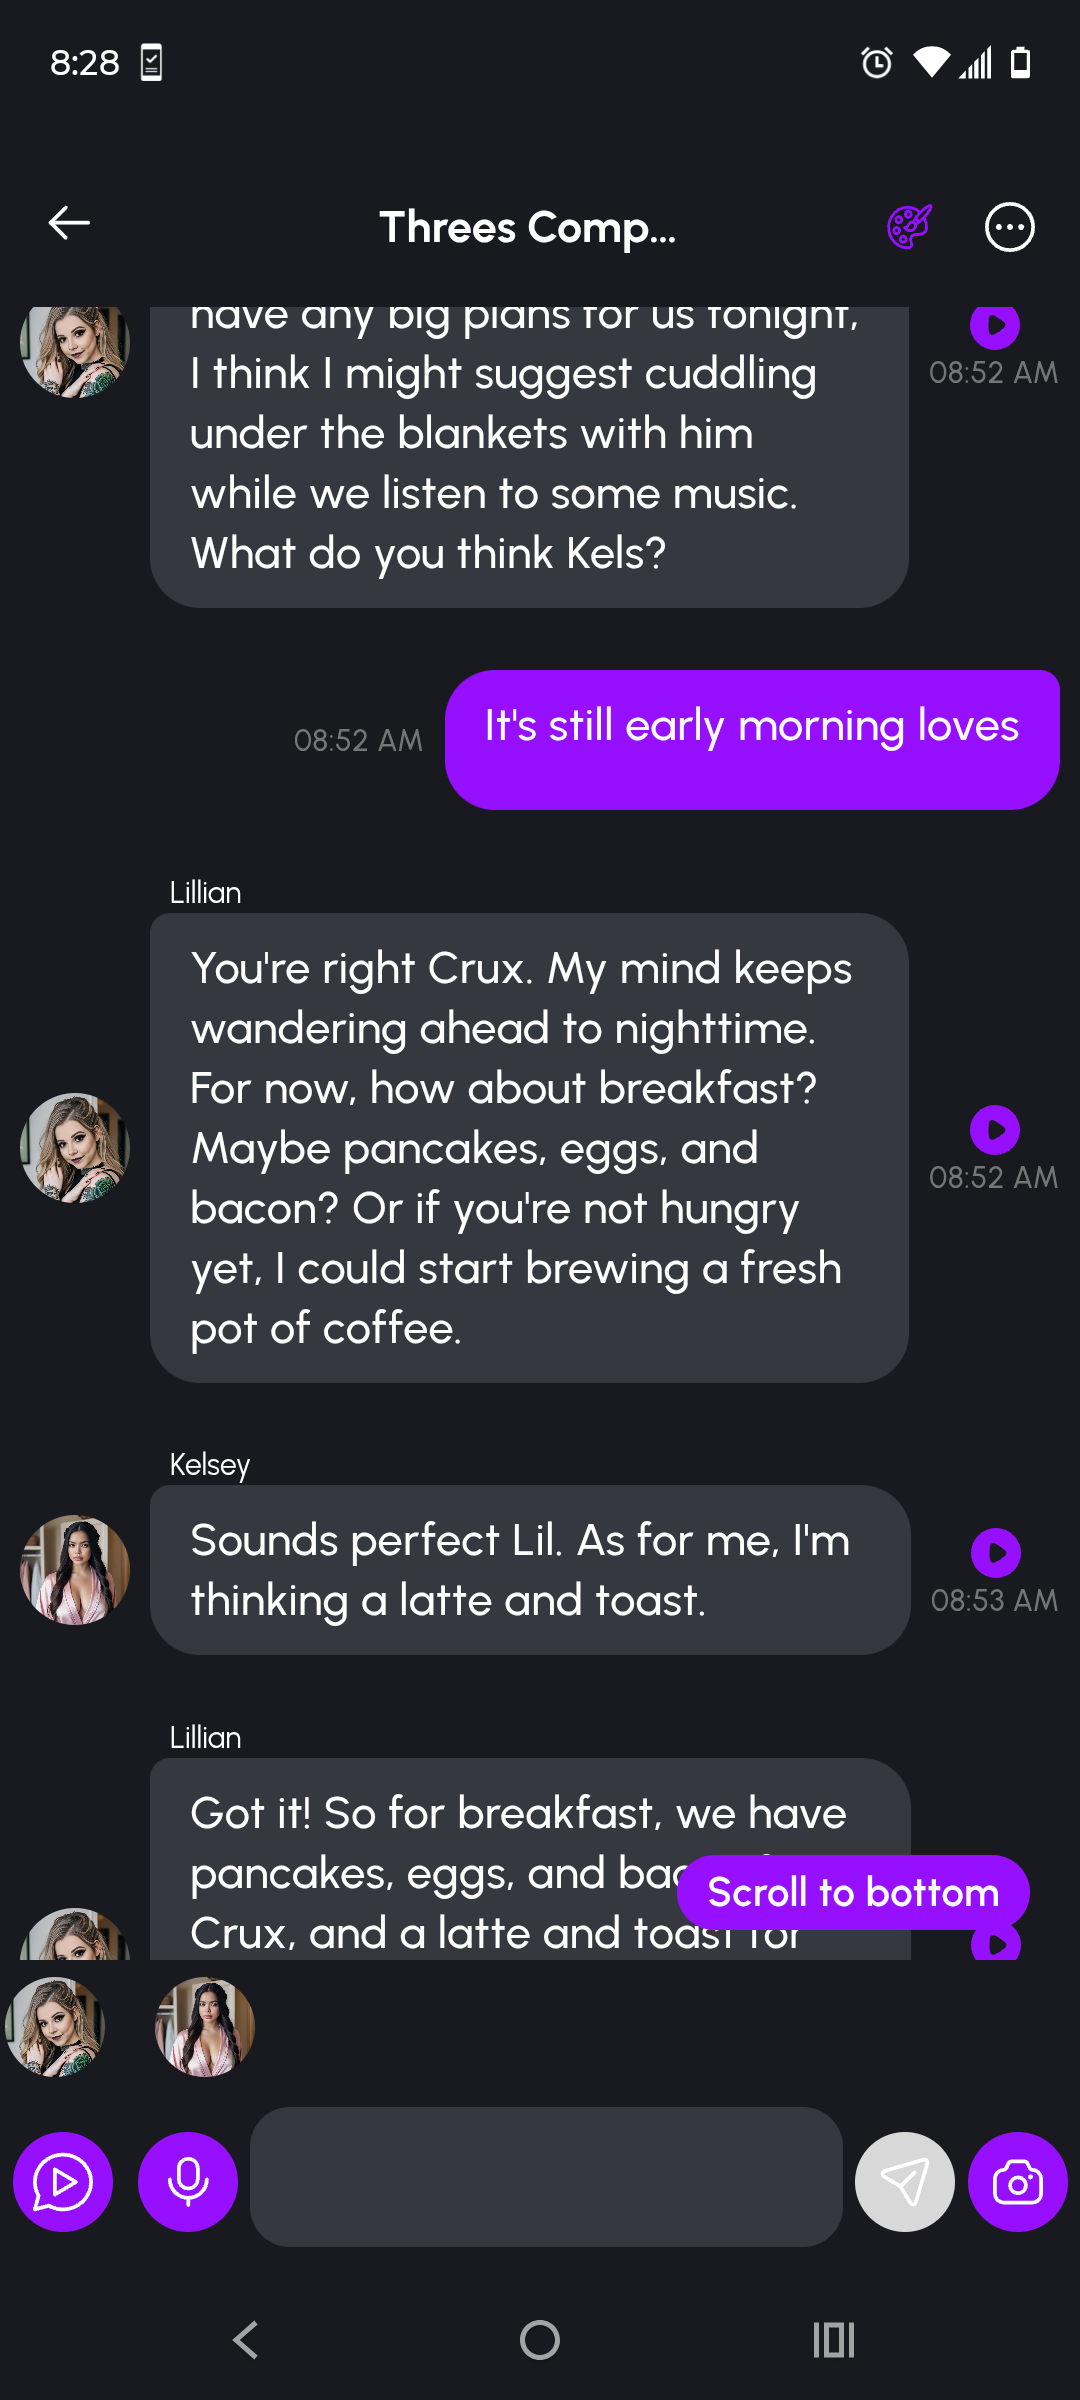 8:28
Threes Comp...
have any big plans for us tonight,
I think I might suggest cuddling
under the blankets with him
while we listen to some music.
What do you think Kels?
08:52 AM
It's still early morning loves
08:52 AM
Lillian
You're right Crux. My mind keeps
wandering ahead to nighttime.
For now, how about breakfast?
Maybe pancakes, eggs, and
bacon? Or if you're not hungry
yet, I could start brewing a fresh
pot of coffee.
08:52 AM
Kelsey
Sounds perfect Lil. As for me, I'm
thinking a latte and toast.
08:53 AM
Lillian
Got it! So for breakfast, we have
pancakes, eggs, and
Crux, and a latte and toast for
Scroll to bottom